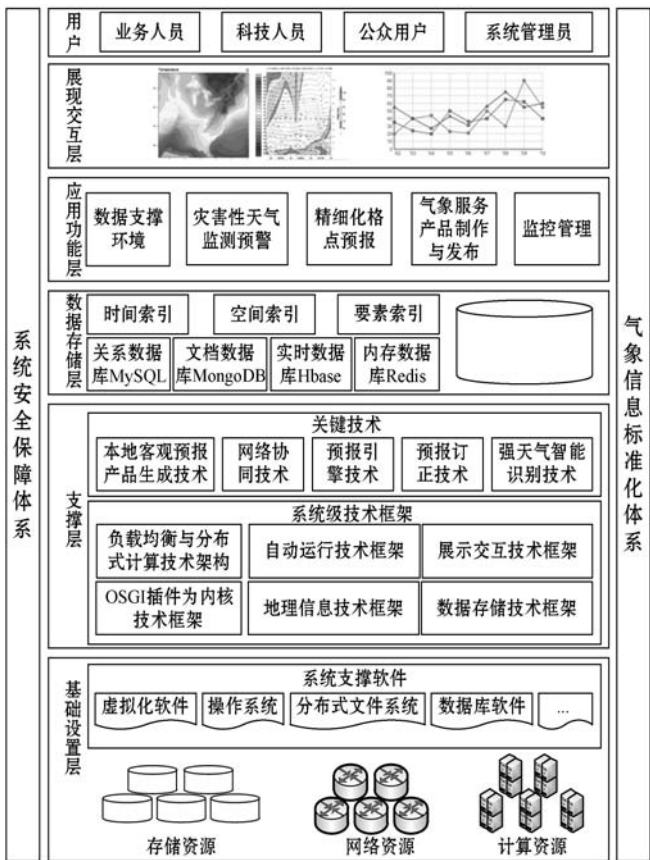 用户
业务人员
科技人员
公众用户
系统管理员
展现交互层
应用功能层
数据支撑
环境
灾害性天气
监测预警
精细化格
点预报
气象服务
产品制作
与发布
监控管理
数据存储层
时间索引
空间索引
要素索引
关系数据
库MySQL
文档数据
库MongoDB
实时数据
库Hbase
内存数据
库Redis
系统安全保障体系
气象信息标准化体系
支撑层
关键技术
本地客观预报
产品生成技术
网络协
同技术
预报引
擎技术
预报订
正技术
强天气智能
识别技术
系统级技术框架
负载均衡与分布
式计算技术架构
自动运行技术框架
展示交互技术框架
OSGI插件为内核
技术框架
地理信息技术框架
数据存储技术框架
基础设置层
系统支撑软件
虚拟化软件
操作系统
分布式文件系统
数据库软件
...
存储资源
网络资源
计算资源